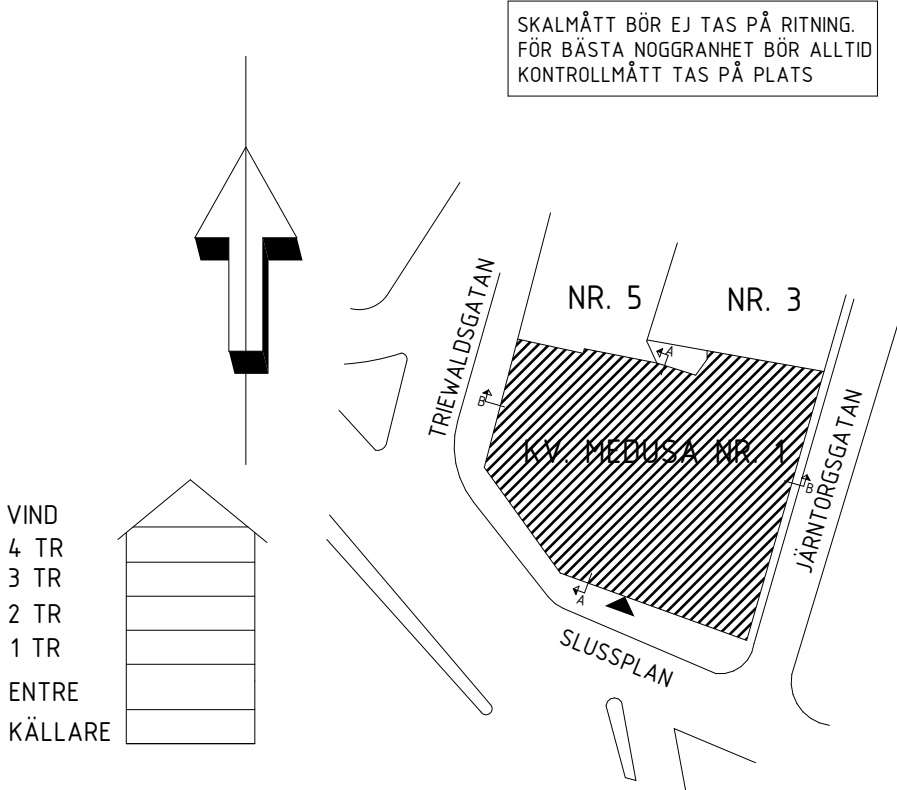 SKALMÅTT BÖR EJ TAS PÅ RITNING.
FÖR BÄSTA NOGGRANHET BÖR ALLTID
KONTROLLMÅTT TAS PÅ PLATS
NR. 5
NR. 3
TRIEWALDSGATAN
A
B
KV. MEDUSA NR. 1
B
JÄRNTORGSGATAN
A
SLUSSPLAN
VIND
4 TR
3 TR
2 TR
1 TR
ENTRE
KÄLLARE